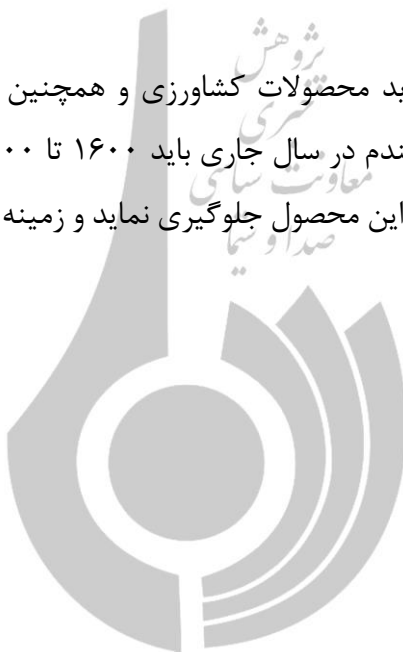 پژوهش
خبری
معاونت سیاسی
صدا و سیما
محصولات کشاورزی و همچنین
در سال جاری باید ۱۶۰۰ تا
این محصول جلوگیری نماید و زمینه